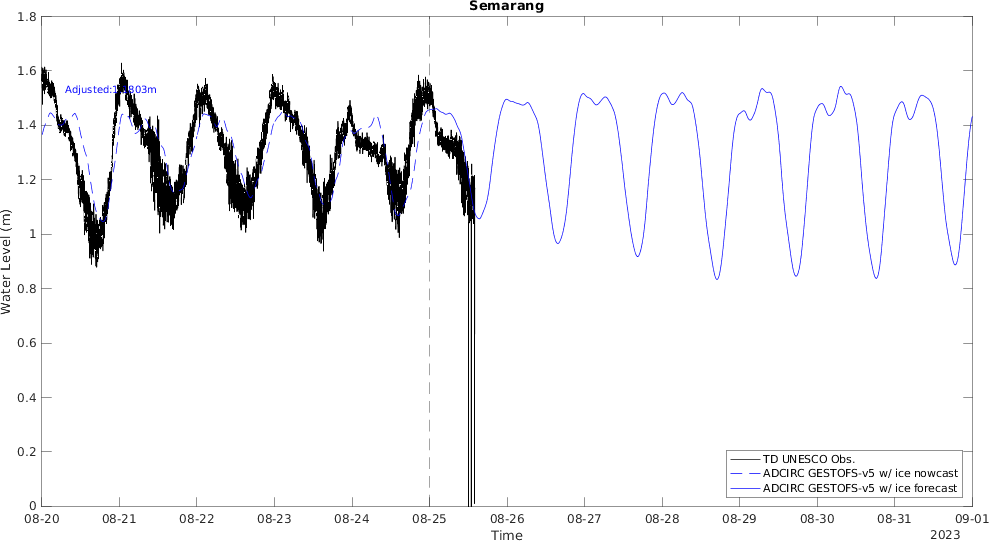 Semarang
1.8
1.6
1.4
1.2
1
0.8
0.6
0.4
0.2
0
Water Level (m)
08-20 08-21 08-22 08-23 08-24 08-25 08-26 08-27 08-28 08-29 08-30 08-31 09-01
Time
2023
TD UNESCO Obs.
ADCIRC GESTOFS-v5 w/ ice nowcast
ADCIRC GESTOFS-v5 w/ ice forecast